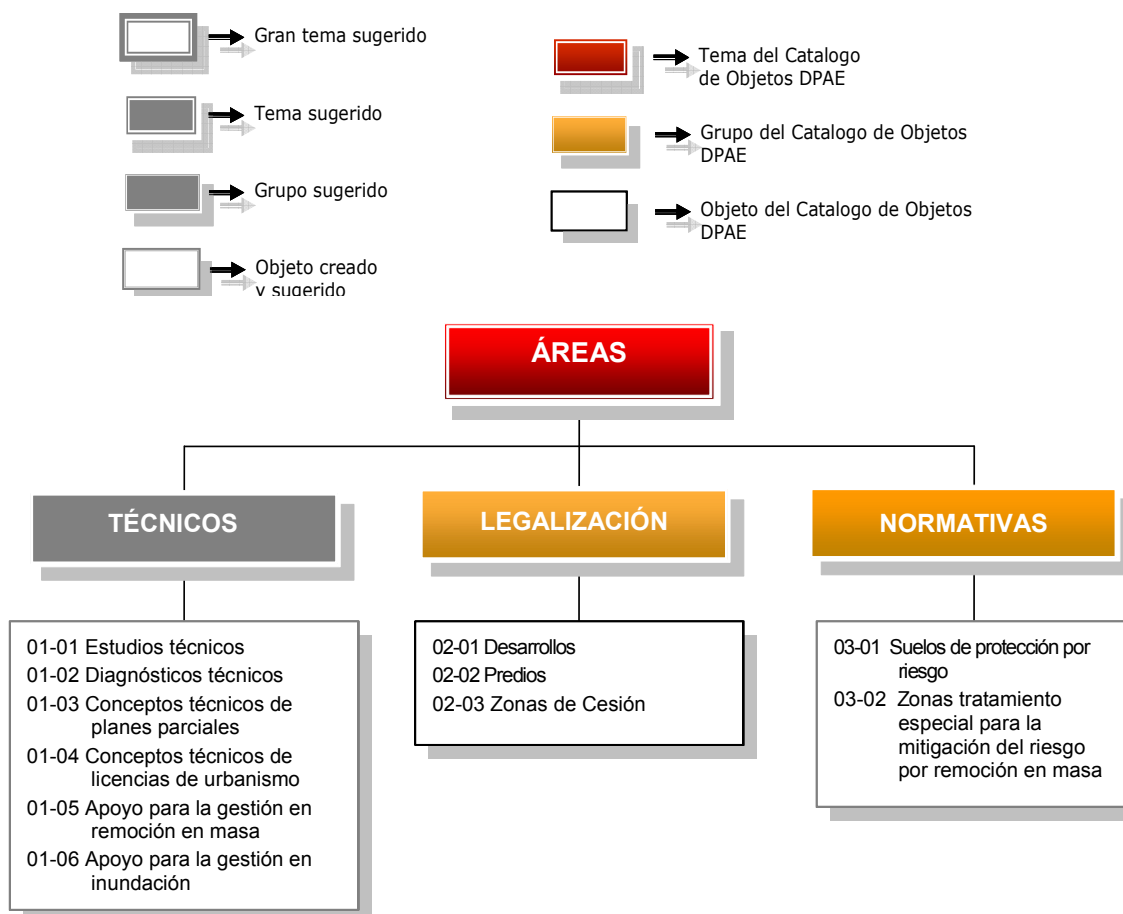 Gran tema sugerido
Tema sugerido
Grupo sugerido
Objeto creado
y sugerido
Tema del Catalogo
de Objetos DPAE
Grupo del Catalogo de Objetos
DPAE
Objeto del Catalogo de Objetos
DPAE
ÁREAS
TÉCNICOS
01-01 Estudios técnicos
01-02 Diagnósticos técnicos
01-03 Conceptos técnicos de
planes parciales
01-04 Conceptos técnicos de
licencias de urbanismo
01-05 Apoyo para la gestión en
remoción en masa
01-06 Apoyo para la gestión en
inundación
LEGALIZACIÓN
02-01 Desarrollos
02-02 Predios
02-03 Zonas de Cesión
NORMATIVAS
03-01 Suelos de protección por
riesgo
03-02 Zonas tratamiento
especial para la
mitigación del riesgo
por remoción en masa